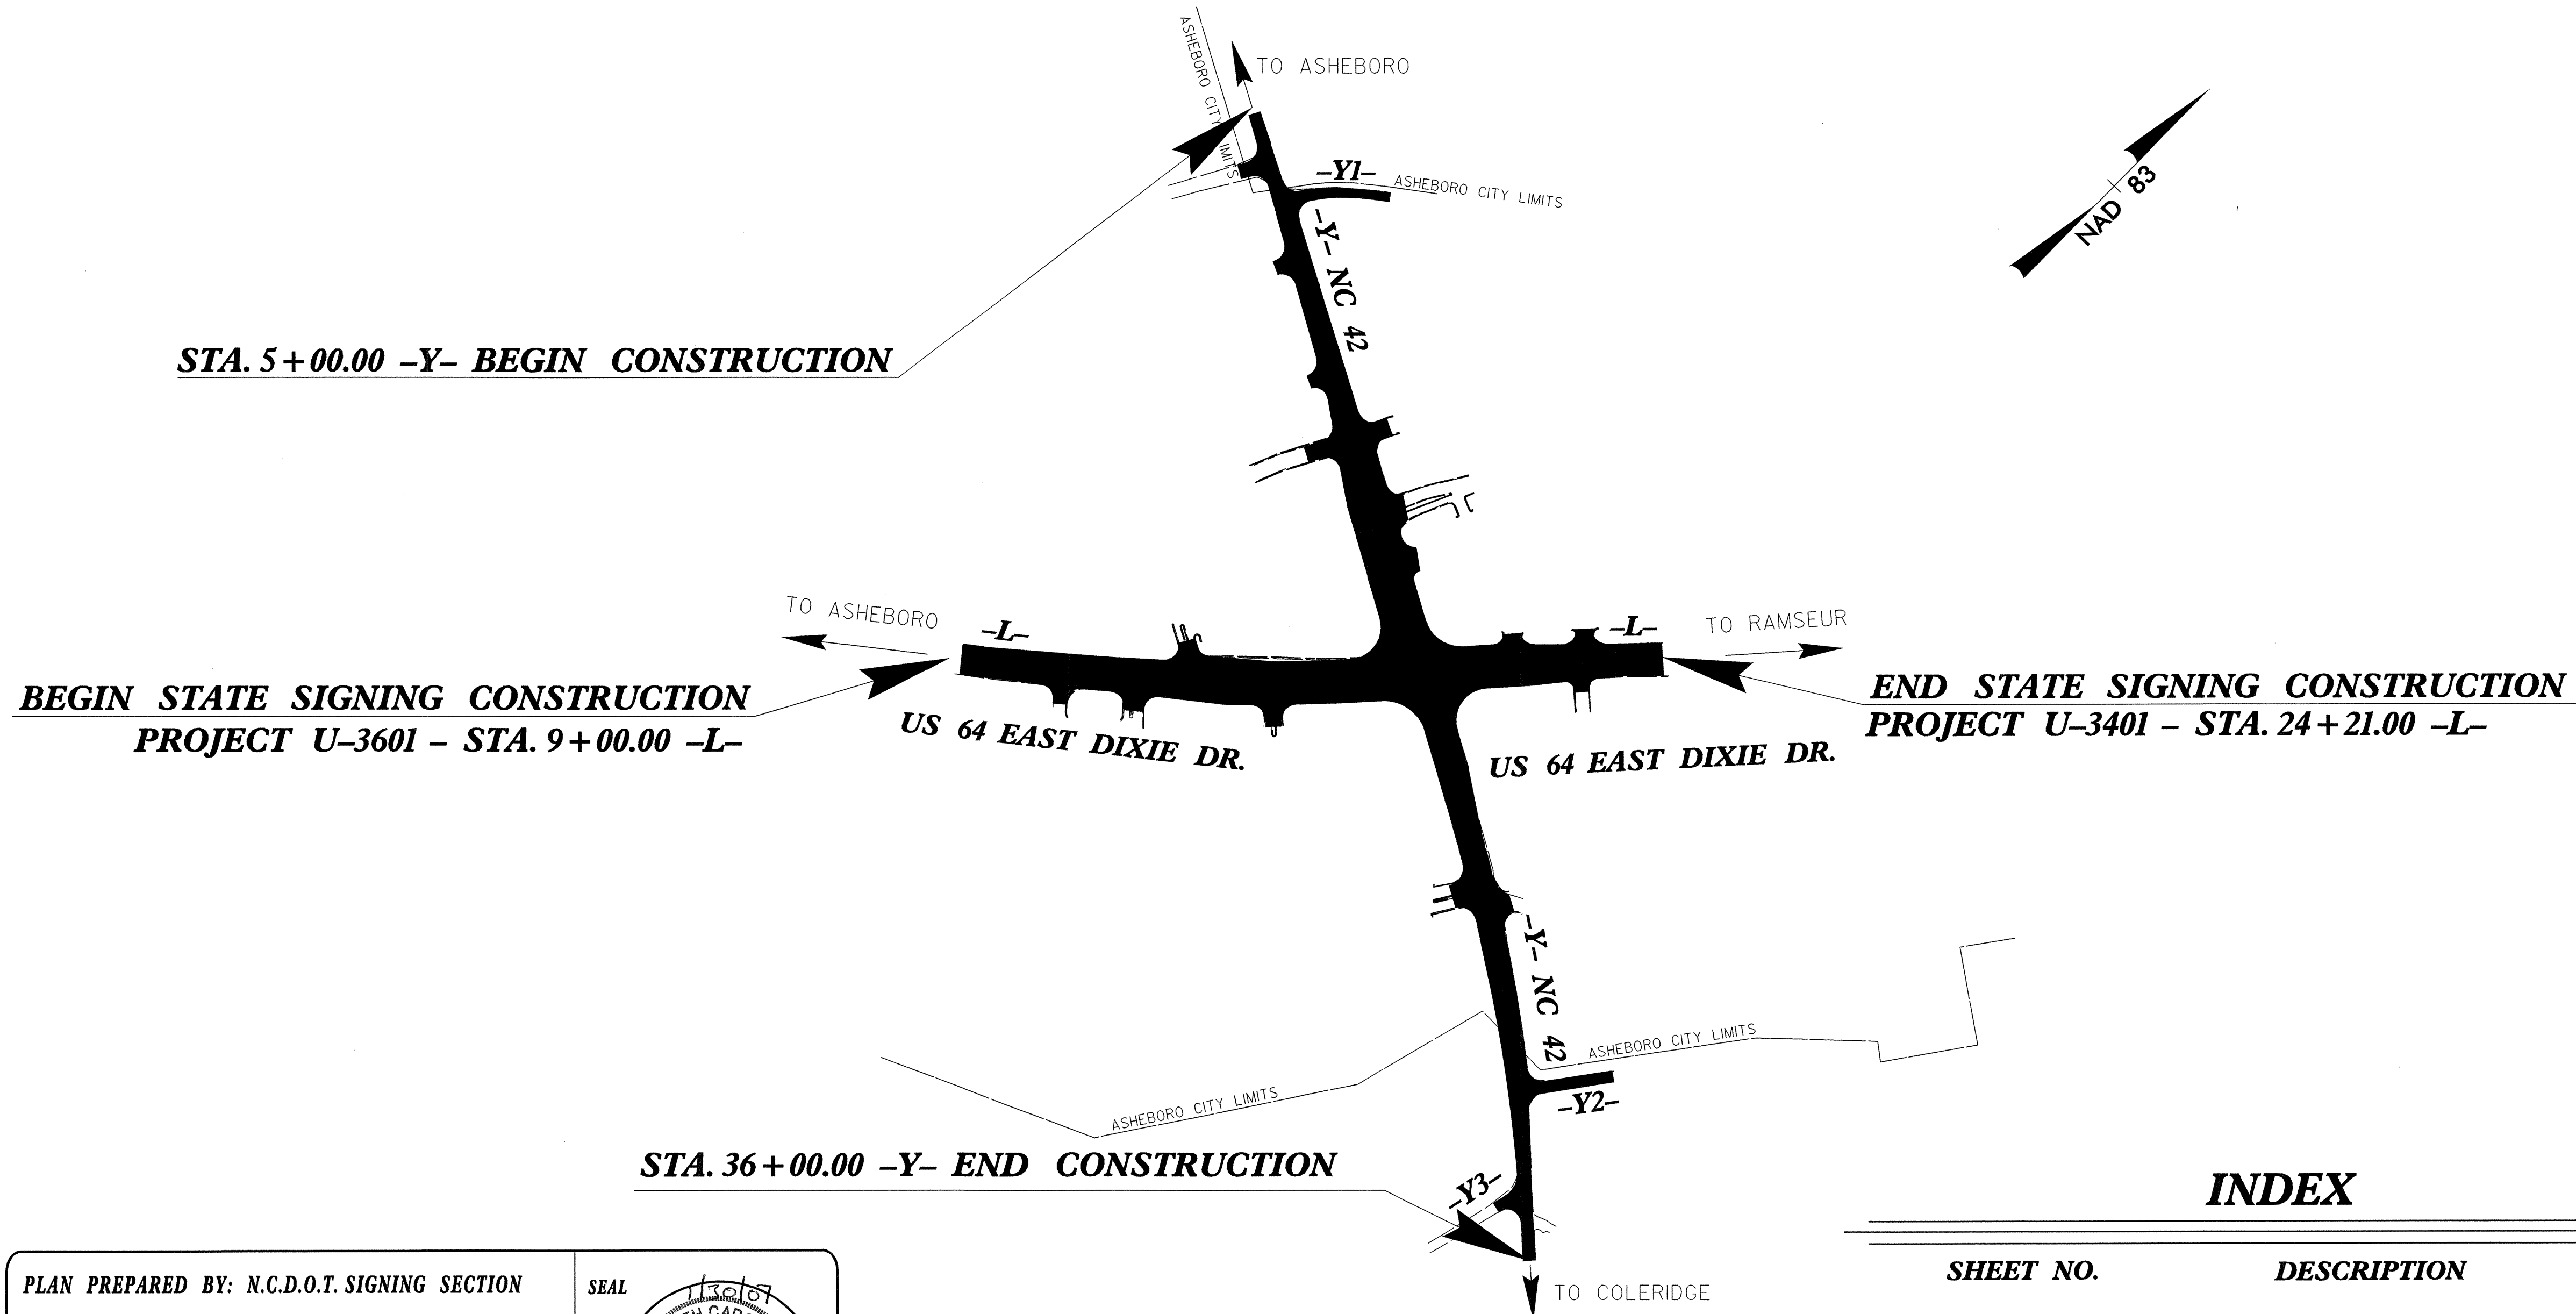 ASHEBORO CITY LIMITS
TO ASHEBORO
-Y1-
ASHEBORO CITY LIMITS
NAD 83
-Y- NC 42
STA. 5+00.00 -Y- BEGIN CONSTRUCTION
TO ASHEBORO
-L-
-L-
TO RAMSEUR
BEGIN STATE SIGNING CONSTRUCTION
PROJECT U-3601 - STA. 9+00.00 -L-
END STATE SIGNING CONSTRUCTION
PROJECT U-3401 - STA. 24+21.00 -L-
US 64 EAST DIXIE DR.
US 64 EAST DIXIE DR.
-Y- NC 42
ASHEBORO CITY LIMITS
ASHEBORO CITY LIMITS
-Y2-
STA. 36+00.00 -Y- END CONSTRUCTION
-Y3-
INDEX
SHEET NO. DESCRIPTION
PLAN PREPARED BY: N.C.D.O.T. SIGNING SECTION
SEAL
TO COLERIDGE